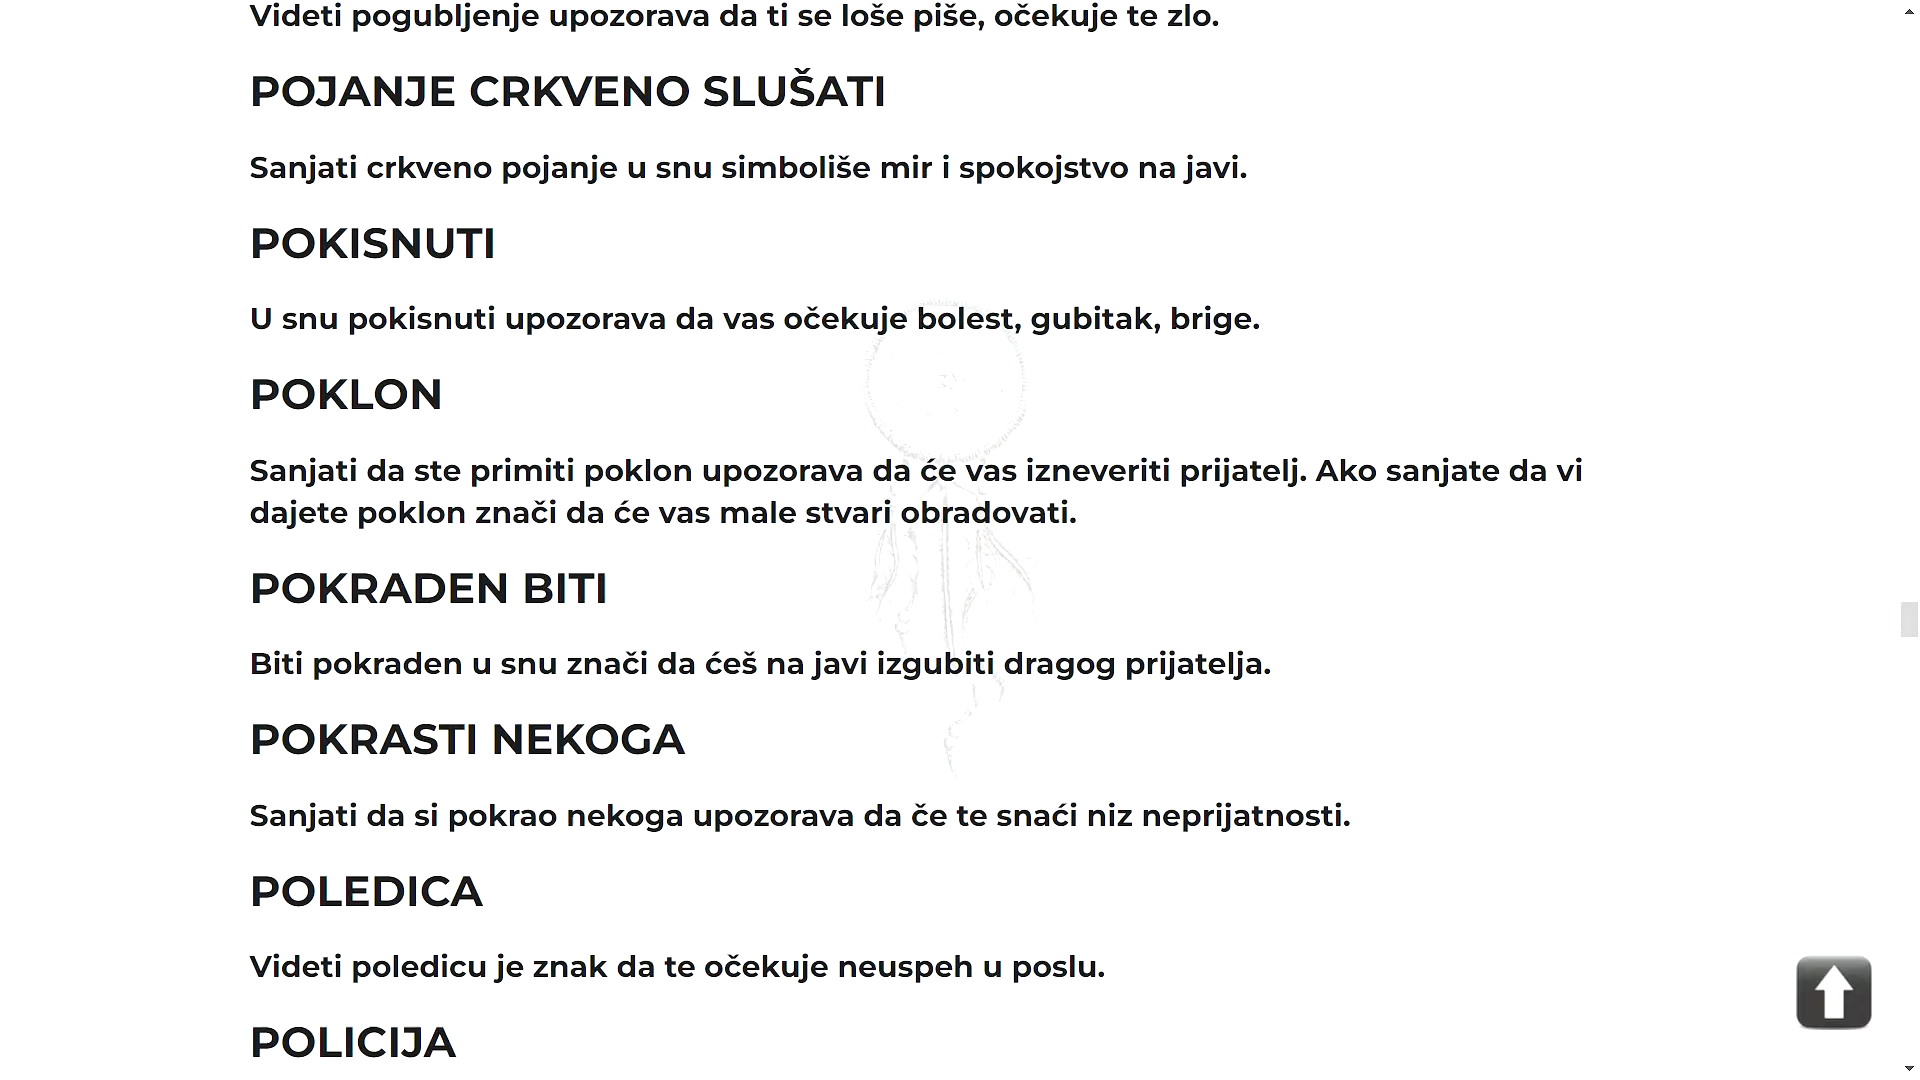 Videti pogubljenje upozorava da ti se loše piše, očekuje te zlo.
POJANJE CRKVENO SLUŠATI
Sanjati crkveno pojanje u snu simboliše mir i spokojstvo na javi.
POKISNUTI
U snu pokisnuti upozorava da vas očekuje bolest, gubitak, brige.
POKLON
Sanjati da ste primiti poklon upozorava da će vas izneveriti prijatelj. Ako sanjate da vi
dajete poklon znači da će vas male stvari obradovati.
POKRADEN BITI
Biti pokraden u snu znači da ćeš na javi izgubiti dragog prijatelja.
POKRASTI NEKOGA
Sanjati da si pokrao nekoga upozorava da če te snaći niz neprijatnosti.
POLEDICA
Videti poledicu je znak da te očekuje neuspeh u poslu.
POLICIJA